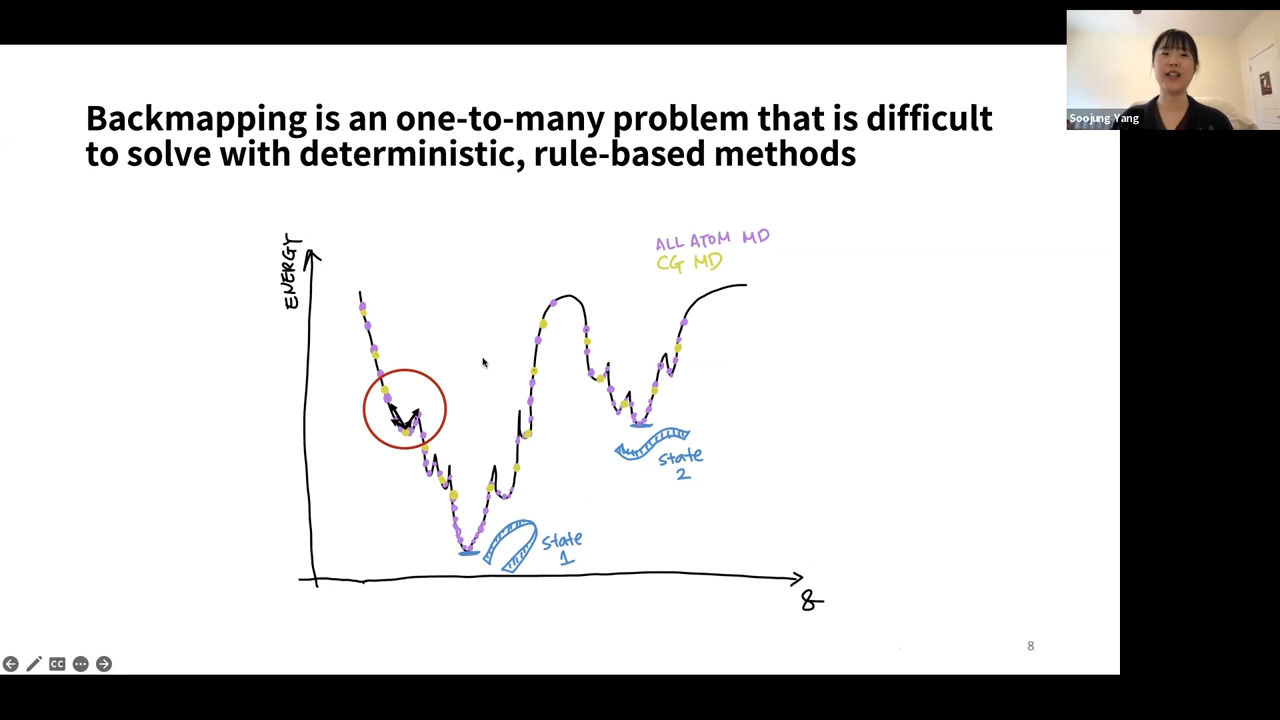 Soojung Yang
Backmapping is an one-to-many problem that is difficult
to solve with deterministic, rule-based methods
ENERGY
ALL ATOM MD
CG MD
State
2
State
1
8
CC